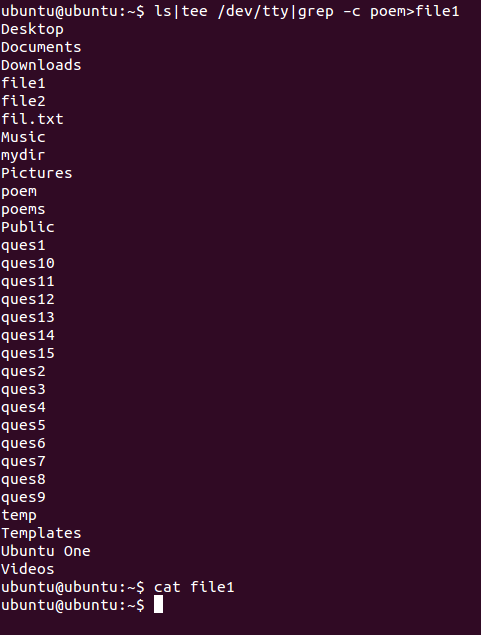 ubuntu@ubuntu:~$ ls|tee /dev/tty|grep -c poem>file1
Desktop
Documents
Downloads
file1
file2
fil.txt
Music
mydir
Pictures
poem
poems
Public
ques1
ques10
ques11
ques12
ques13
ques14
ques15
ques2
ques3
ques4
ques5
ques6
ques7
ques8
ques9
temp
Templates
Ubuntu One
Videos
ubuntu@ubuntu:~$ cat file1
ubuntu@ubuntu:~$